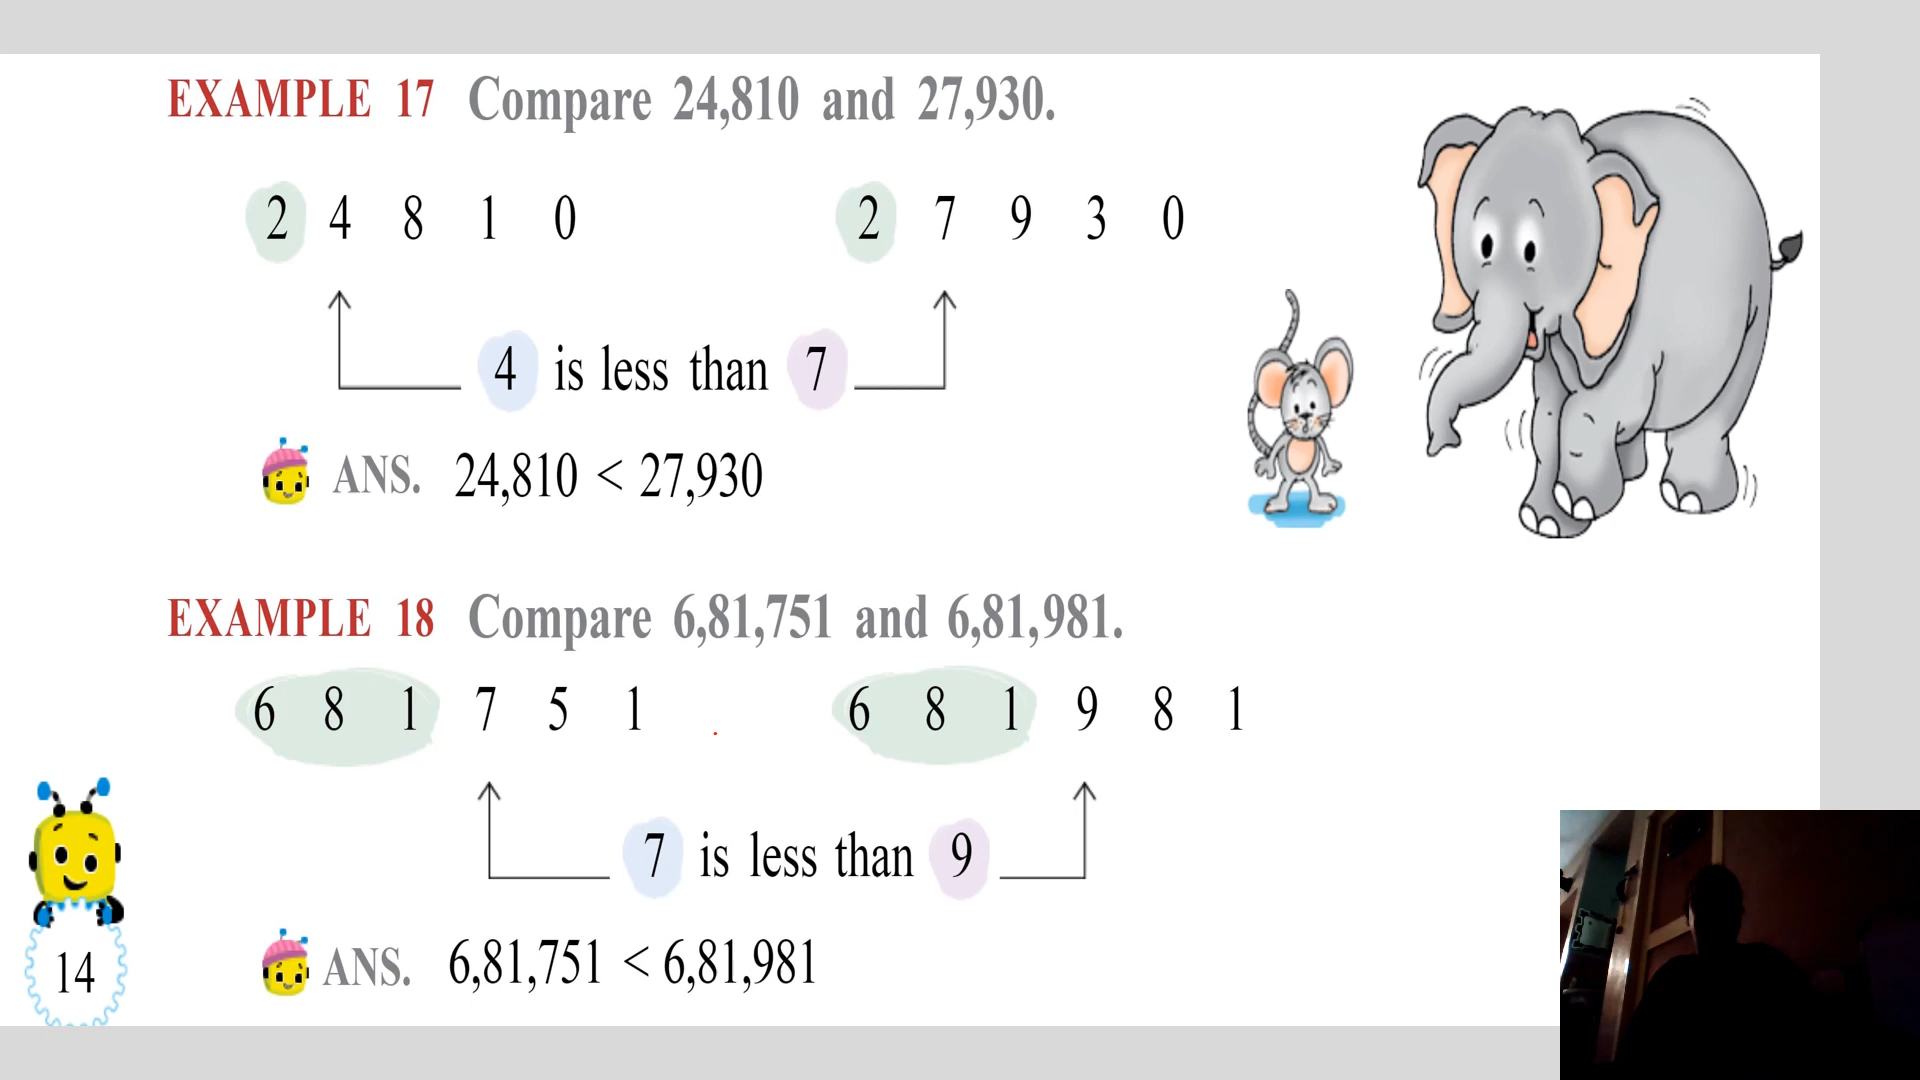 EXAMPLE 17 Compare 24,810 and 27,930.
2 4 8 1 0 2 7 9 3 0
4 is less than 7
ANS. 24,810 < 27,930
EXAMPLE 18 Compare 6,81,751 and 6,81,981.
6 8 1 7 5 1 6 8 1 9 8 1
7 is less than 9
ANS. 6,81,751 < 6,81,981
14